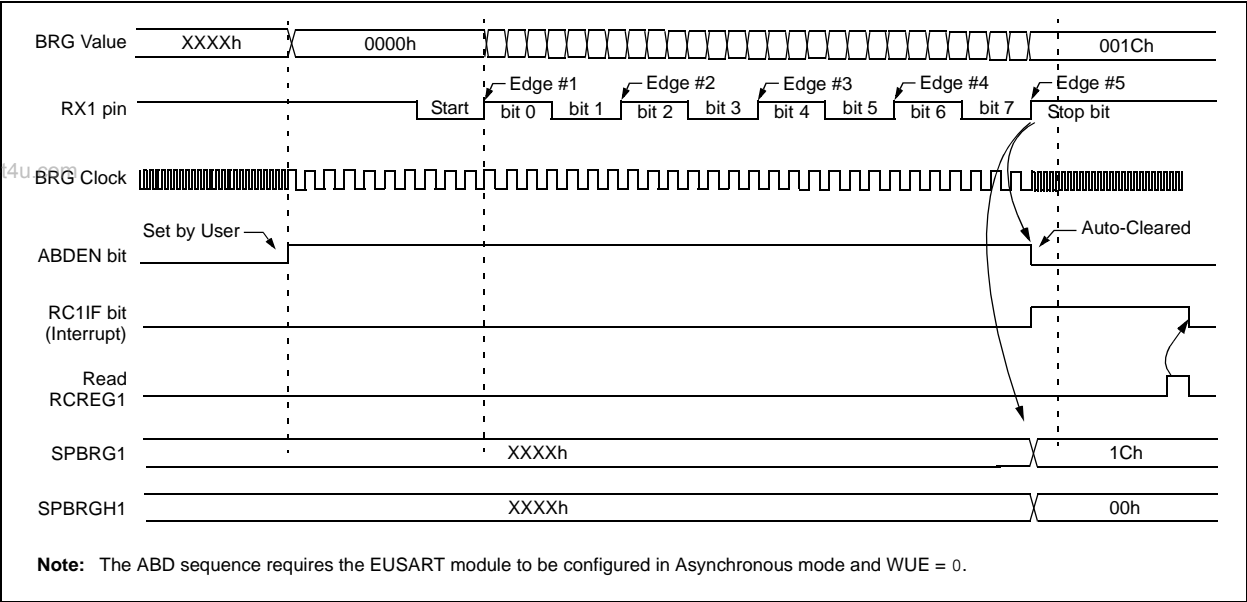 BRG Value XXXXh 0000h 001Ch
Edge #1 Edge #2 Edge #3 Edge #4 Edge #5
RX1 pin Start bit 0 bit 1 bit 2 bit 3 bit 4 bit 5 bit 6 bit 7 Stop bit
t4u.com
BRG Clock
Set by User Auto-Cleared
ABDEN bit
RC1IF bit
(Interrupt)
Read
RCREG1
SPBRG1 XXXXh 1Ch
SPBRGH1 XXXXh 00h
Note: The ABD sequence requires the EUSART module to be configured in Asynchronous mode and WUE = 0.